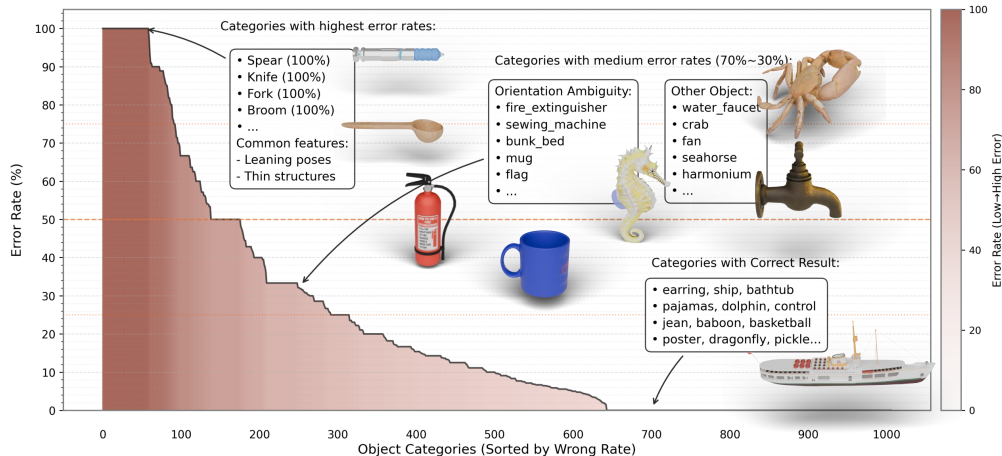 Categories with highest error rates:
• Spear (100%)
• Knife (100%)
• Fork (100%)
• Broom (100%)
• ...
Common features:
- Leaning poses
- Thin structures
Categories with medium error rates (70%~30%):
Orientation Ambiguity:
• fire_extinguisher
• sewing_machine
• bunk_bed
• mug
• flag
• ...
Other Object:
• water_faucet
• crab
• fan
• seahorse
• harmonium
• ...
Categories with Correct Result:
• earring, ship, bathtub
• pajamas, dolphin, control
• jean, baboon, basketball
• poster, dragonfly, pickle...
Error Rate (%)
100
90
80
70
60
50
40
30
20
10
0
0 100 200 300 400 500 600 700 800 900 1000
Object Categories (Sorted by Wrong Rate)
100
80
60
40
20
0
Error Rate (Low→High Error)